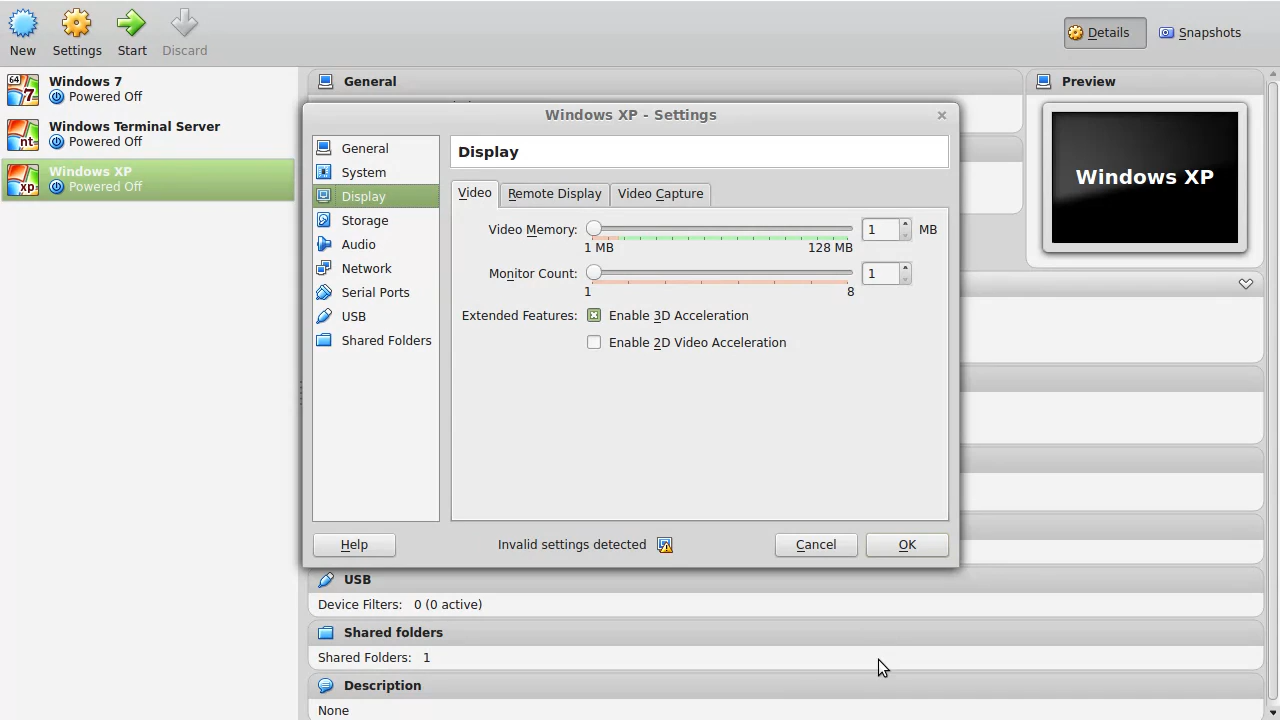 New Settings Start Discard Details Snapshots
Windows 7
Powered Off
Windows Terminal Server
Powered Off
Windows XP
Powered Off
General
Preview
Windows XP
Windows XP - Settings
General
System
Display
Storage
Audio
Network
Serial Ports
USB
Shared Folders
Display
Video Remote Display Video Capture
Video Memory: 1 MB
1 MB 128 MB
Monitor Count: 1
1 8
Extended Features: Enable 3D Acceleration
Enable 2D Video Acceleration
Help Invalid settings detected Cancel OK
USB
Device Filters: 0 (0 active)
Shared folders
Shared Folders: 1
Description
None
64
7
nt
xp